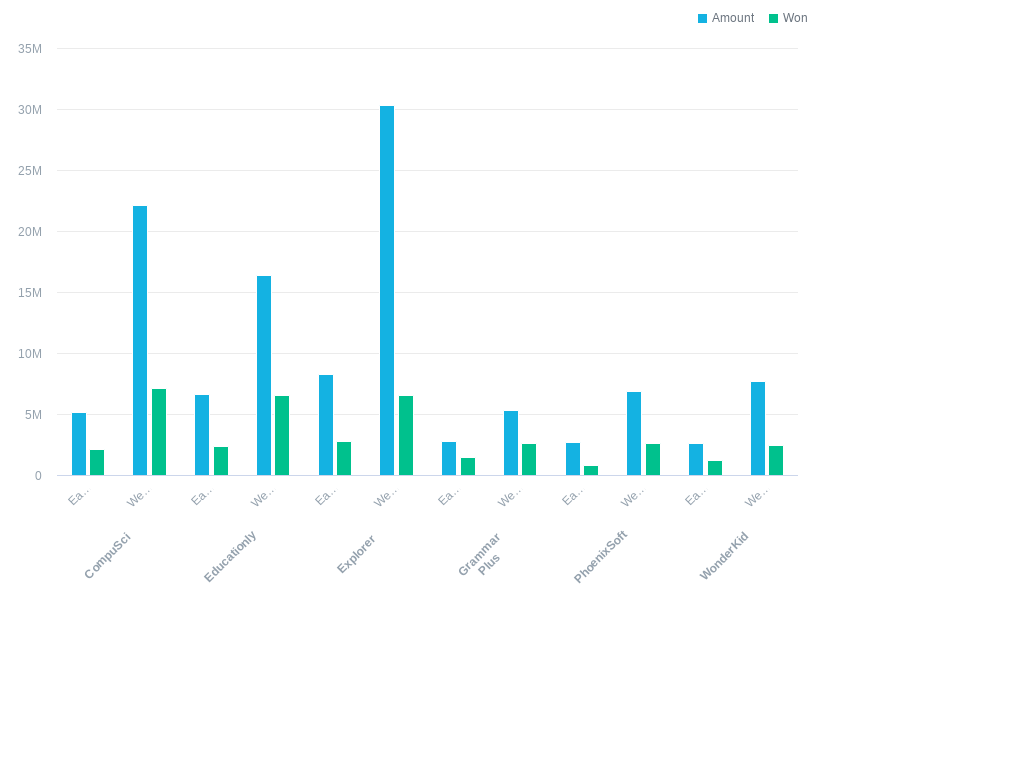 Amount Won
35M
30M
25M
20M
15M
10M
5M
0
Ea.. We.. Ea.. We.. Ea.. We.. Ea.. We.. Ea.. We.. Ea.. We..
CompuSci
Educationly
Explorer
Grammar
Plus
PhoenixSoft
WonderKid